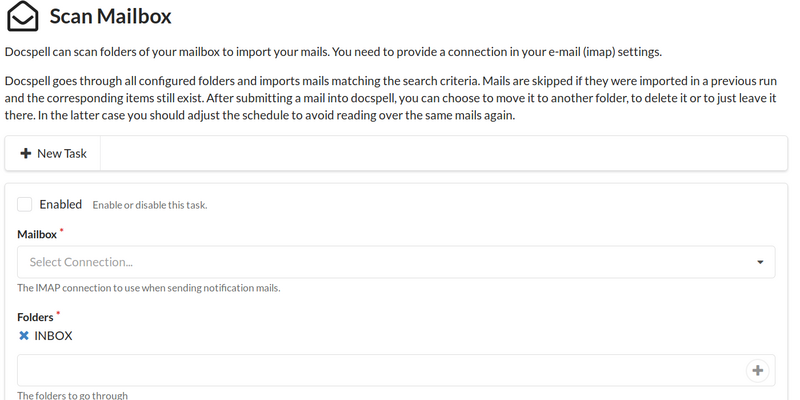 Scan Mailbox
Docspell can scan folders of your mailbox to import your mails. You need to provide a connection in your e-mail (imap) settings.
Docspell goes through all configured folders and imports mails matching the search criteria. Mails are skipped if they were imported in a previous run
and the corresponding items still exist. After submitting a mail into docspell, you can choose to move it to another folder, to delete it or to just leave it
there. In the latter case you should adjust the schedule to avoid reading over the same mails again.
New Task
Enabled Enable or disable this task.
Mailbox *
Select Connection...
The IMAP connection to use when sending notification mails.
Folders *
INBOX
The folders to go through